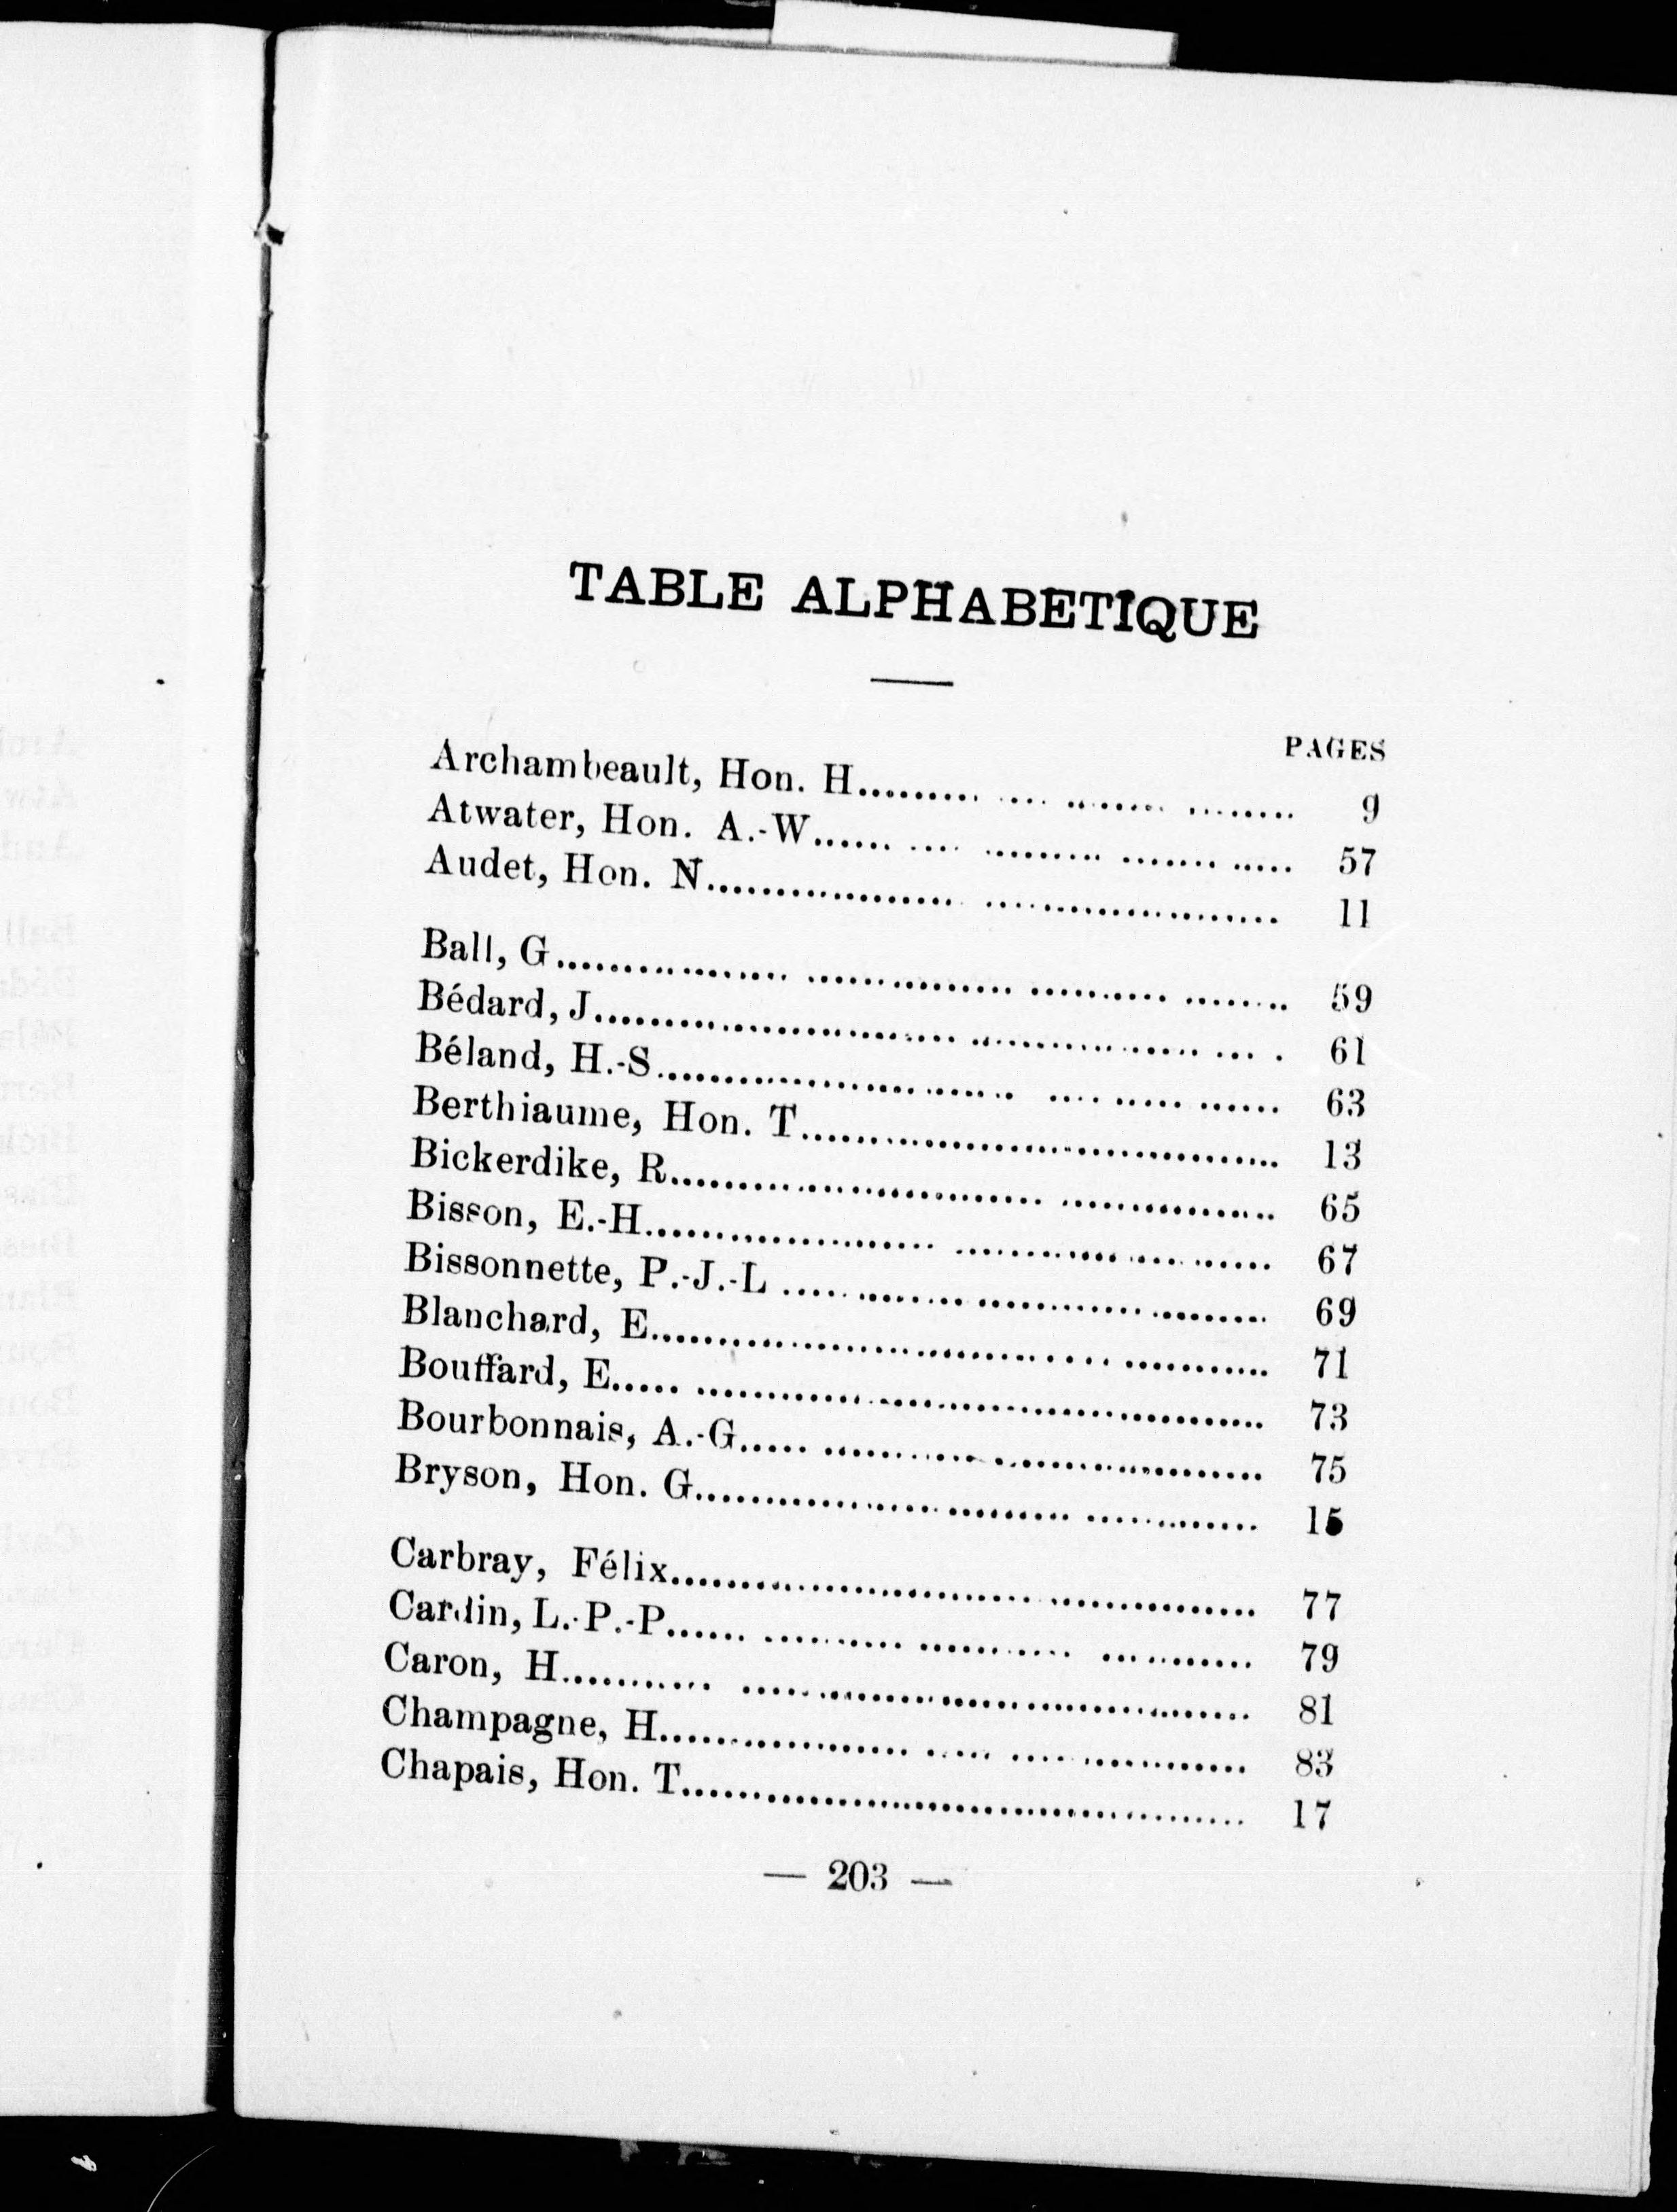 TABLE ALPHABETIQUE
PAGES
Archambeault, Hon. H.......... .... ........ ........ 9
Atwater, Hon. A.-W...... .... ......... ....... ..... 57
Audet, Hon. N.................. ...................... 11
Ball, G................. ............... .......... ........ 59
Bédard, J.......................... ................. ... . 61
Béland, H.-S......................... .... ..... ...... 63
Berthiaume, Hon. T.................................. 13
Bickerdike, R........................... ................ 65
Bisson, E.-H..................... ............ .... ...... 67
Bissonnette, P.-J.-L ..... ........ ............ ......... 69
Blanchard, E............................... ........... 71
Bouffard, E..... ........................................ 73
Bourbonnais, A.-G..... ............................... 75
Bryson, Hon. G................. ......... ............ 15
Carbray, Félix.......................... ............... 77
Cardin, L.-P.-P...... .......... ........... ........... 79
Caron, H........... ..................................... 81
Champagne, H.................. ..... .... ............ 83
Chapais, Hon. T......................................... 17
— 203 —